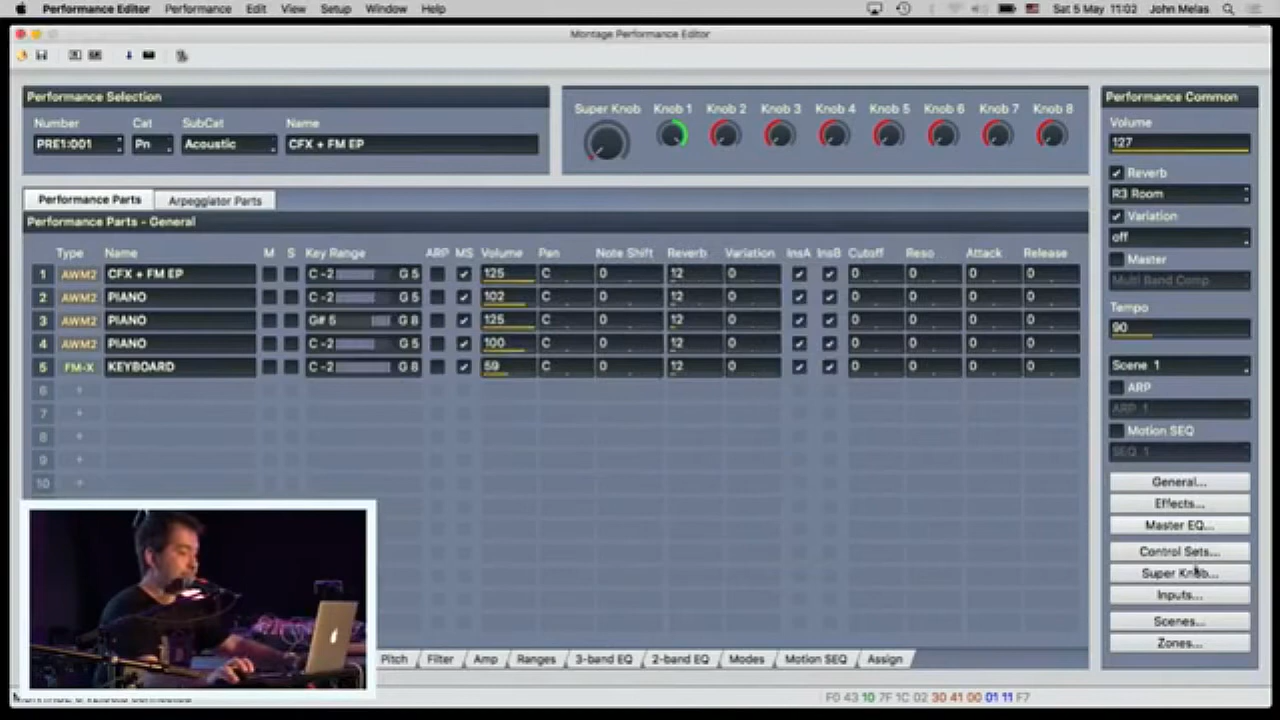 Performance Editor Performance Edit View Setup Window Help Sat 5 May 11:02 John Melas
Montage Performance Editor
Performance Selection
Number Cat SubCat Name
PRE1:001 Pn Acoustic CFX + FM EP
Super Knob Knob 1 Knob 2 Knob 3 Knob 4 Knob 5 Knob 6 Knob 7 Knob 8
Performance Parts Arpeggiator Parts
Performance Parts - General
Type Name M S Key Range ARP MS Volume Pan Note Shift Reverb Variation InsA InsB Cutoff Reso Attack Release
1 AWM2 CFX + FM EP C -2 G 5 125 C 0 12 0 0 0 0 0
2 AWM2 PIANO C -2 G 5 102 C 0 12 0 0 0 0 0
3 AWM2 PIANO G# 5 G 8 125 C 0 12 0 0 0 0 0
4 AWM2 PIANO C -2 G 5 100 C 0 12 0 0 0 0 0
5 FM-X KEYBOARD C -2 G 8 59 C 0 12 0 0 0 0 0
6 +
7 +
8 +
9 +
10 +
Pitch Filter Amp Ranges 3-band EQ 2-band EQ Modes Motion SEQ Assign
F0 43 10 7F 1C 02 30 41 00 01 11 F7
Performance Common
Volume
127
Reverb
R3 Room
Variation
off
Master
Multi Band Comp
Tempo
90
Scene 1
ARP
ARP 1
Motion SEQ
SEQ 1
General...
Effects...
Master EQ...
Control Sets...
Super Knob...
Inputs...
Scenes...
Zones...